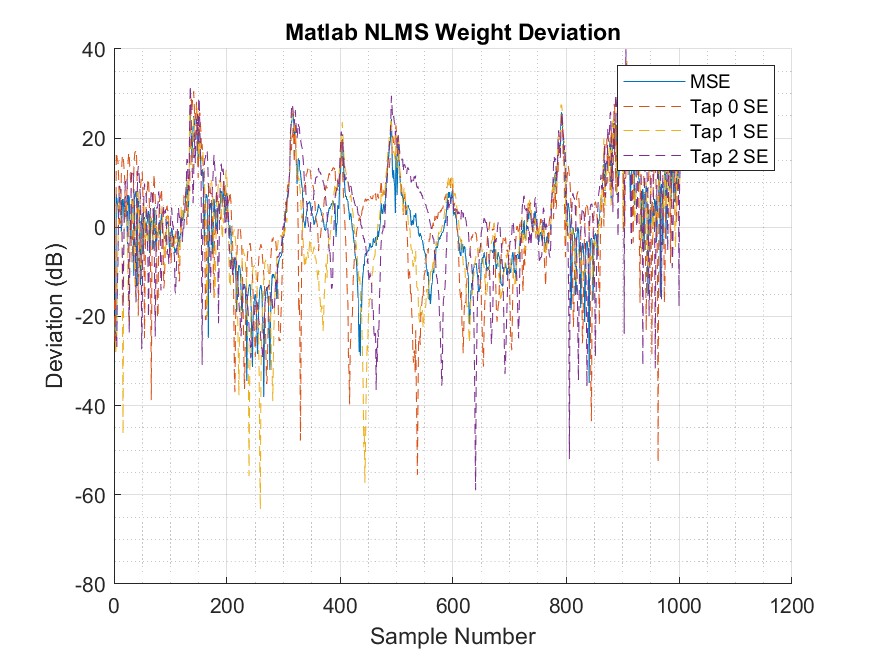 Matlab NLMS Weight Deviation
40
20
0
-20
-40
-60
-80
Deviation (dB)
MSE
Tap 0 SE
Tap 1 SE
Tap 2 SE
0 200 400 600 800 1000 1200
Sample Number